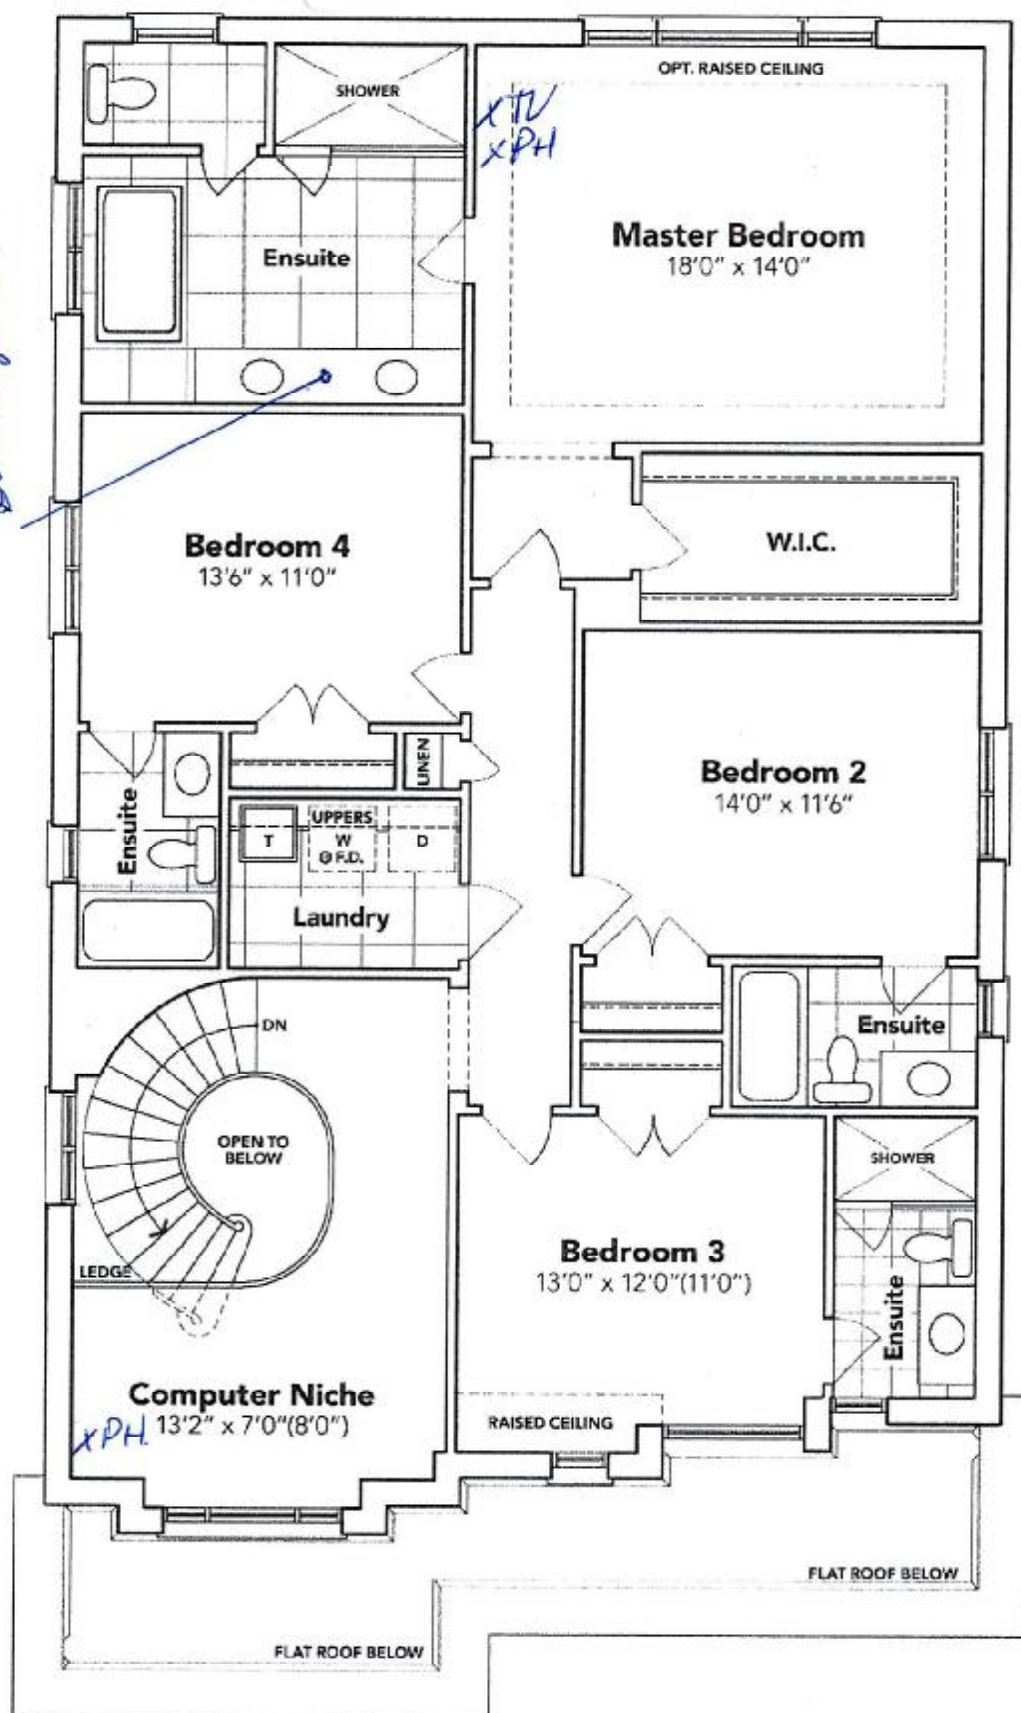 OPT. RAISED CEILING
SHOWER
x TV
x PH
Master Bedroom
18'0" x 14'0"
Ensuite
Bedroom 4
13'6" x 11'0"
W.I.C.
LINEN
Bedroom 2
14'0" x 11'6"
Ensuite
UPPERS
T
W
@ F.D.
D
Laundry
DN
Ensuite
OPEN TO
BELOW
SHOWER
LEDGE
Bedroom 3
13'0" x 12'0"(11'0")
Ensuite
Computer Niche
13'2" x 7'0"(8'0")
x PH.
RAISED CEILING
FLAT ROOF BELOW
FLAT ROOF BELOW